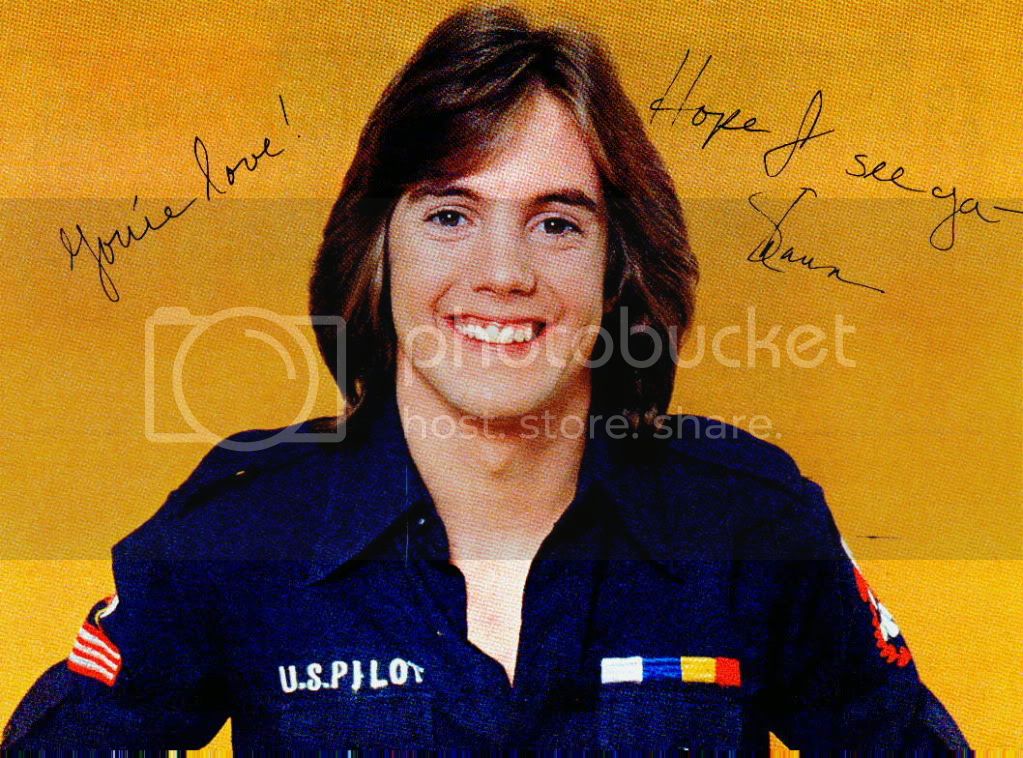 You're love!
Hope I see ya-
Shaun
photobucket
host. store. share.
U.S.PILOT